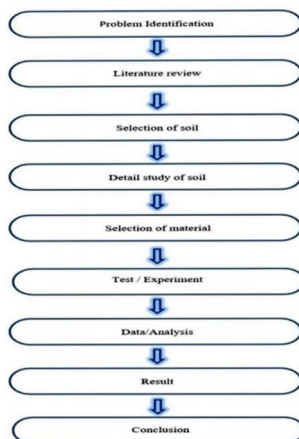 Problem Identification
Literature review
Selection of soil
Detail study of soil
Selection of material
Test / Experiment
Data/Analysis
Result
Conclusion